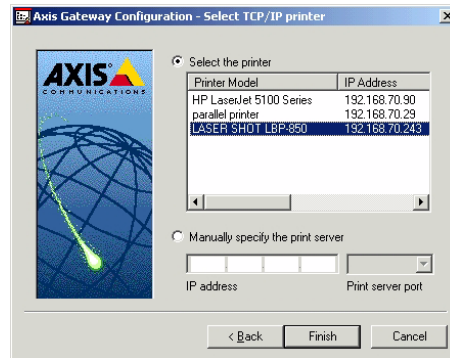 Axis Gateway Configuration - Select TCP/IP printer
AXIS
COMMUNICATIONS
Select the printer
Printer Model IP Address
HP LaserJet 5100 Series 192.168.70.90
parallel printer 192.168.70.29
LASER SHOT LBP-850 192.168.70.243
Manually specify the print server
IP address Print server port
< Back Finish Cancel